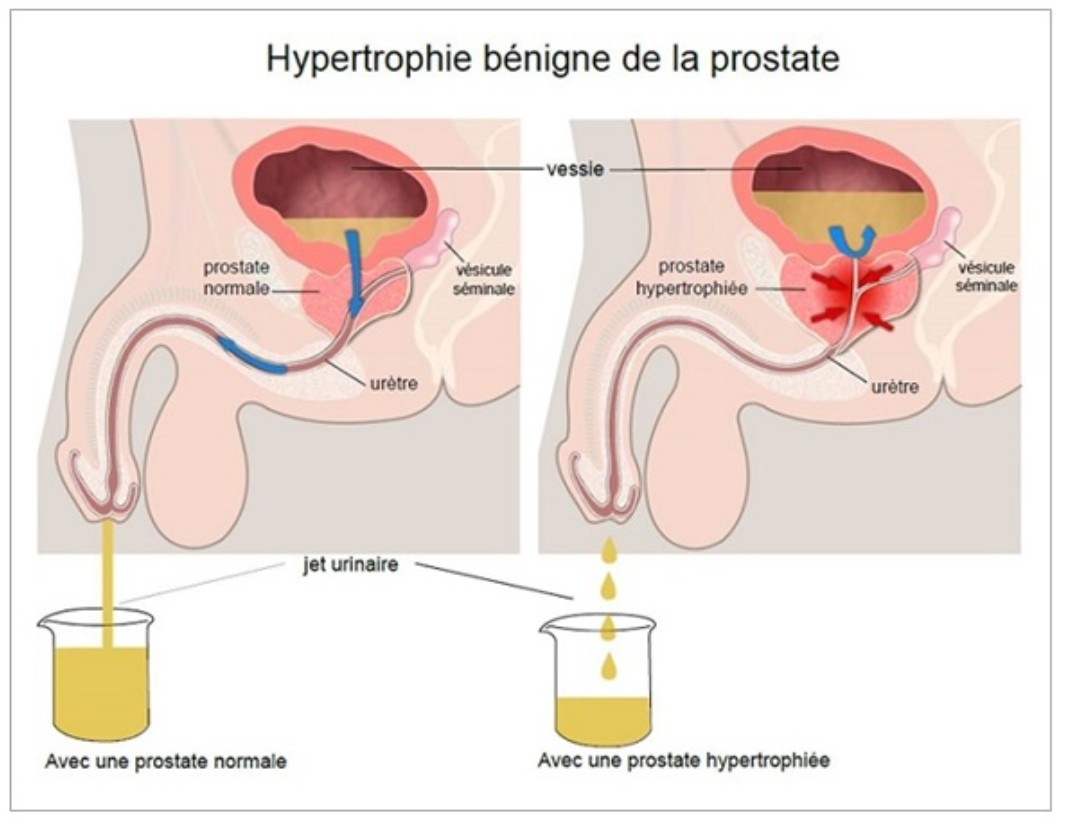 Hypertrophie bénigne de la prostate
vessie
prostate
normale
vésicule
séminale
urètre
prostate
hypertrophiée
vésicule
séminale
urètre
jet urinaire
Avec une prostate normale
Avec une prostate hypertrophiée